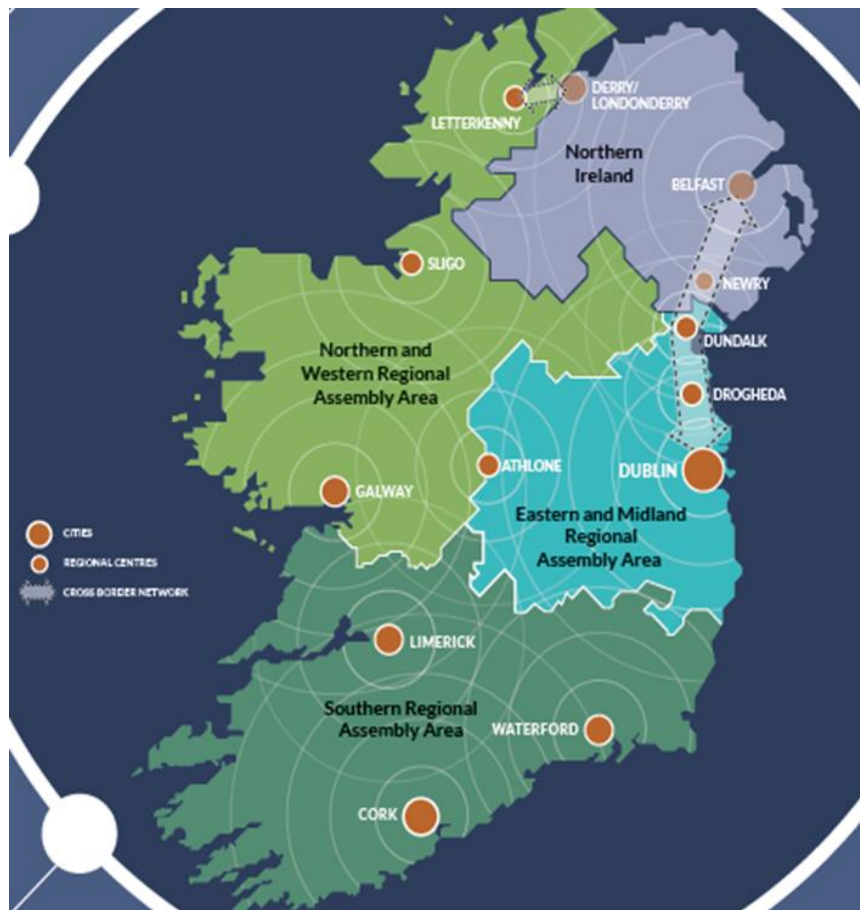 DERRY/
LONDONDERRY
LETTERKENNY
Northern
Ireland
BELFAST
SLIGO
NEWRY
DUNDALK
Northern and
Western Regional
Assembly Area
DROGHEDA
ATHLONE
DUBLIN
GALWAY
Eastern and Midland
Regional
Assembly Area
CITIES
REGIONAL CENTRES
CROSS BORDER NETWORK
LIMERICK
Southern Regional
Assembly Area
WATERFORD
CORK